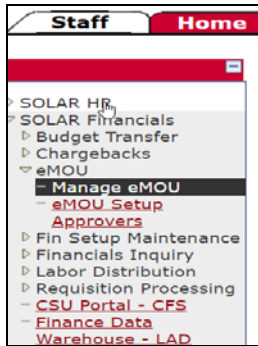 Staff Home
SOLAR HR
SOLAR Financials
Budget Transfer
Chargebacks
eMOU
- Manage eMOU
- eMOU Setup
Approvers
Fin Setup Maintenance
Financials Inquiry
Labor Distribution
Requisition Processing
- CSU Portal - CFS
- Finance Data
Warehouse - LAD